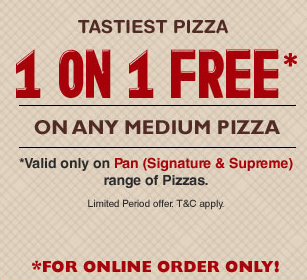 TASTIEST PIZZA
1 ON 1 FREE*
ON ANY MEDIUM PIZZA
*Valid only on Pan (Signature & Supreme)
range of Pizzas.
Limited Period offer. T&C apply.
*FOR ONLINE ORDER ONLY!